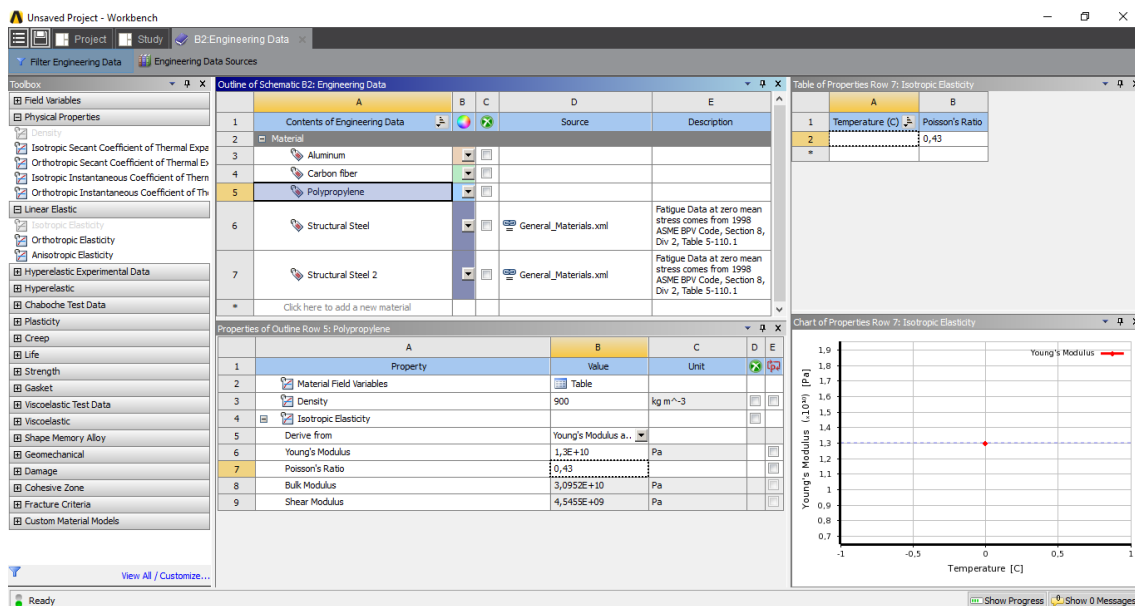 Unsaved Project - Workbench
Project
Study
B2:Engineering Data
Filter Engineering Data
Engineering Data Sources
Toolbox
Field Variables
Physical Properties
Density
Isotropic Secant Coefficient of Thermal Expa
Orthotropic Secant Coefficient of Thermal Ex
Isotropic Instantaneous Coefficient of Therm
Orthotropic Instantaneous Coefficient of Th
Linear Elastic
Isotropic Elasticity
Orthotropic Elasticity
Anisotropic Elasticity
Hyperelastic Experimental Data
Hyperelastic
Chaboche Test Data
Plasticity
Creep
Life
Strength
Gasket
Viscoelastic Test Data
Viscoelastic
Shape Memory Alloy
Geomechanical
Damage
Cohesive Zone
Fracture Criteria
Custom Material Models
View All / Customize...
Outline of Schematic B2: Engineering Data
A B C D E
1 Contents of Engineering Data Source Description
2 Material
3 Aluminum
4 Carbon fiber
5 Polypropylene
6 Structural Steel General_Materials.xml
Fatigue Data at zero mean
stress comes from 1998
ASME BPV Code, Section 8,
Div 2, Table 5-110.1
7 Structural Steel 2 General_Materials.xml
Fatigue Data at zero mean
stress comes from 1998
ASME BPV Code, Section 8,
Div 2, Table 5-110.1
* Click here to add a new material
Properties of Outline Row 5: Polypropylene
A B C D E
1 Property Value Unit
2 Material Field Variables Table
3 Density 900 kg m^-3
4 Isotropic Elasticity
5 Derive from Young's Modulus a..
6 Young's Modulus 1,3E+10 Pa
7 Poisson's Ratio 0,43
8 Bulk Modulus 3,0952E+10 Pa
9 Shear Modulus 4,5455E+09 Pa
Table of Properties Row 7: Isotropic Elasticity
A B
1 Temperature (C) Poisson's Ratio
2 0,43
*
Chart of Properties Row 7: Isotropic Elasticity
Young's Modulus
Young's Modulus (x10¹⁰) [Pa]
1,9
1,8
1,7
1,6
1,5
1,4
1,3
1,2
1,1
1
0,9
0,8
0,7
-1 -0,5 0 0,5 1
Temperature [C]
Ready
Show Progress
Show 0 Messages